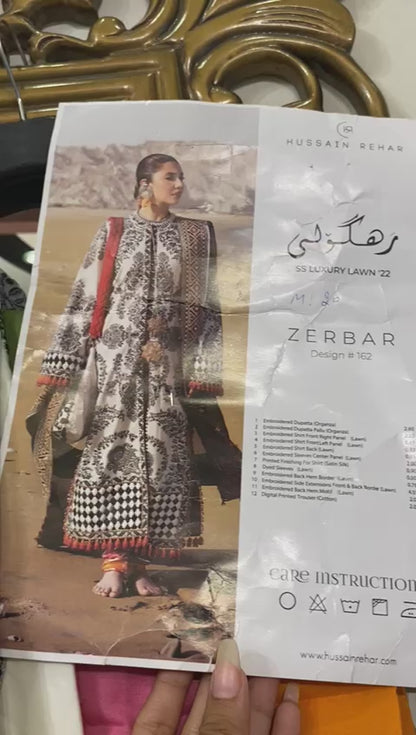 HUSSAIN REHAR
SS LUXURY LAWN '22
M! 20
ZERBAR
Design # 162
1 Embroidered Dupatta (Organza)
2 Embroidered Dupatta Pallu (Organza)
3 Embroidered Shirt Front Right Panel (Lawn)
4 Embroidered Shirt Front Left Panel (Lawn)
5 Embroidered Shirt Back (Lawn)
6 Embroidered Sleeves Center Panel (Lawn)
7 Printed Finishing For Shirt (Satin Silk)
8 Dyed Sleeves (Lawn)
9 Embroidered Back Hem Border (Lawn)
10 Embroidered Side Extensions Front & Back Border (Lawn)
11 Embroidered Back Hem Motif (Lawn)
12 Digital Printed Trouser (Cotton)
CARE INSTRUCTION
www.hussainrehar.com